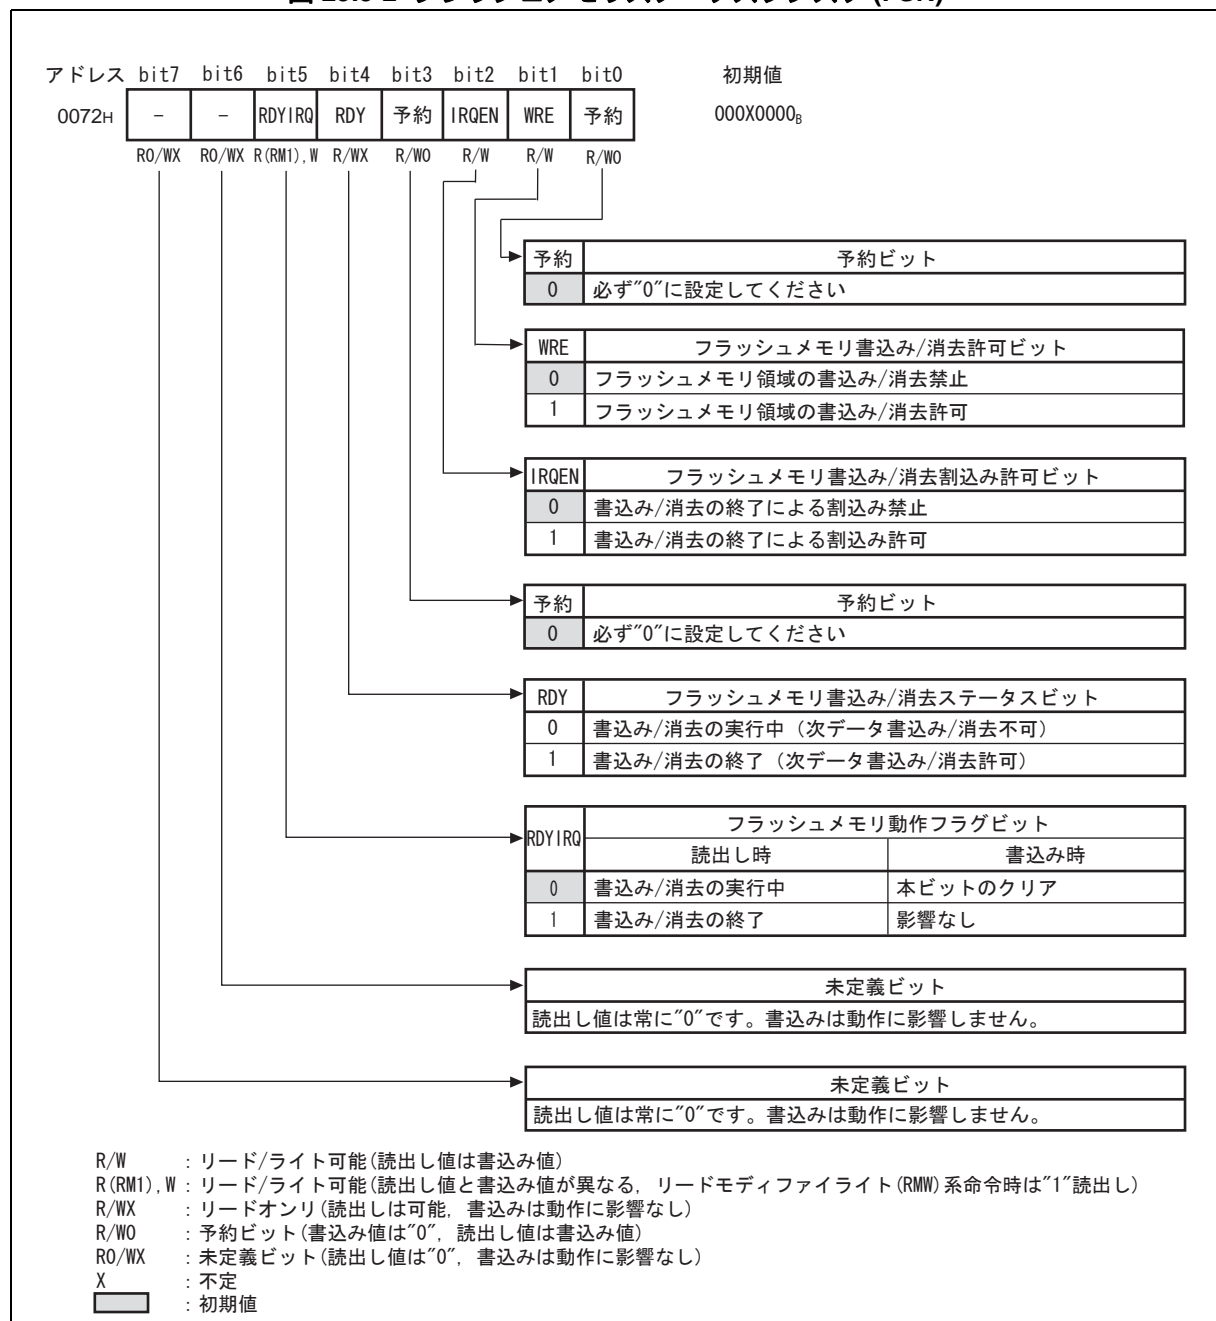 アドレス bit7 bit6 bit5 bit4 bit3 bit2 bit1 bit0 初期値
0072H - - RDYIRQ RDY 予約 IRQEN WRE 予約 000X0000B
R0/WX R0/WX R(RM1),W R/WX R/W0 R/W R/W R/W0
予約 予約ビット
0 必ず"0"に設定してください
WRE フラッシュメモリ書込み/消去許可ビット
0 フラッシュメモリ領域の書込み/消去禁止
1 フラッシュメモリ領域の書込み/消去許可
IRQEN フラッシュメモリ書込み/消去割込み許可ビット
0 書込み/消去の終了による割込み禁止
1 書込み/消去の終了による割込み許可
予約 予約ビット
0 必ず"0"に設定してください
RDY フラッシュメモリ書込み/消去ステータスビット
0 書込み/消去の実行中（次データ書込み/消去不可）
1 書込み/消去の終了（次データ書込み/消去許可）
RDYIRQ フラッシュメモリ動作フラグビット
読出し時 書込み時
0 書込み/消去の実行中 本ビットのクリア
1 書込み/消去の終了 影響なし
未定義ビット
読出し値は常に"0"です。書込みは動作に影響しません。
未定義ビット
読出し値は常に"0"です。書込みは動作に影響しません。
R/W : リード/ライト可能(読出し値は書込み値)
R(RM1),W : リード/ライト可能(読出し値と書込み値が異なる, リードモディファイライト(RMW)系命令時は"1"読出し)
R/WX : リードオンリ(読出しは可能, 書込みは動作に影響なし)
R/W0 : 予約ビット(書込み値は"0", 読出し値は書込み値)
R0/WX : 未定義ビット(読出し値は"0", 書込みは動作に影響なし)
X : 不定
: 初期値